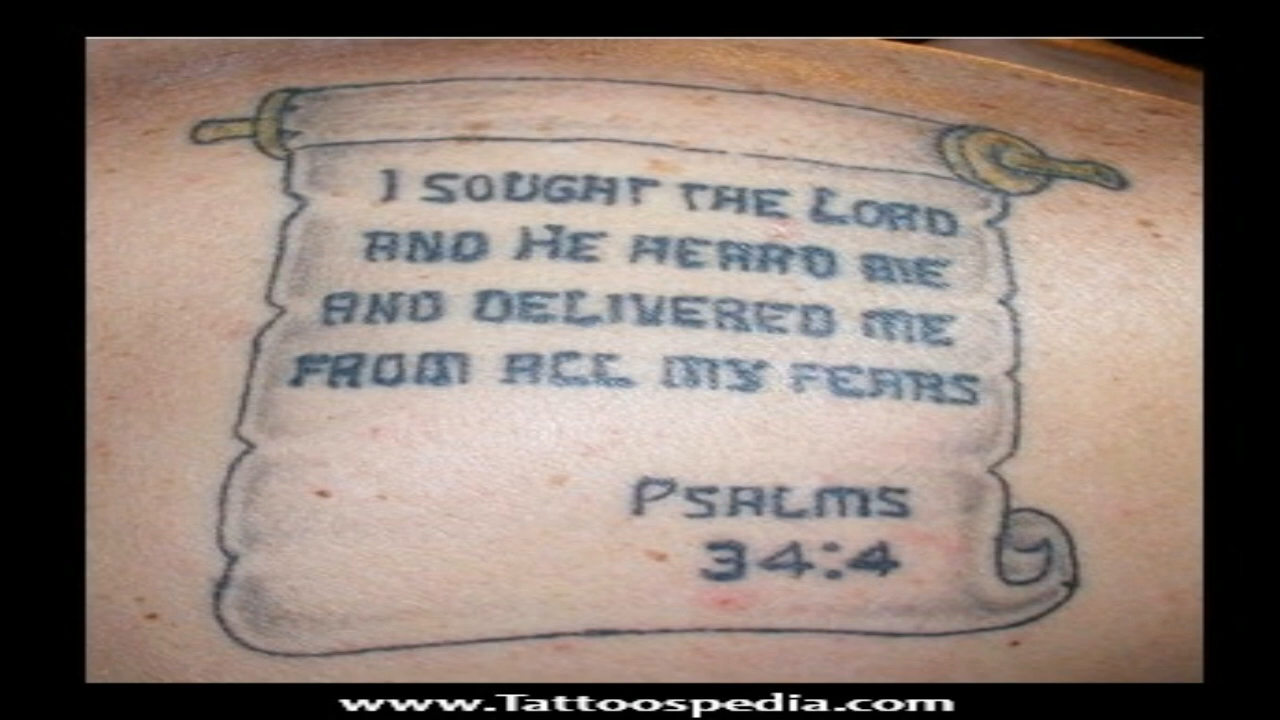 I SOUGHT THE LORD
AND HE HEARD ME
AND DELIVERED ME
FROM ALL MY FEARS
PSALMS
34:4
www.Tattoospedia.com